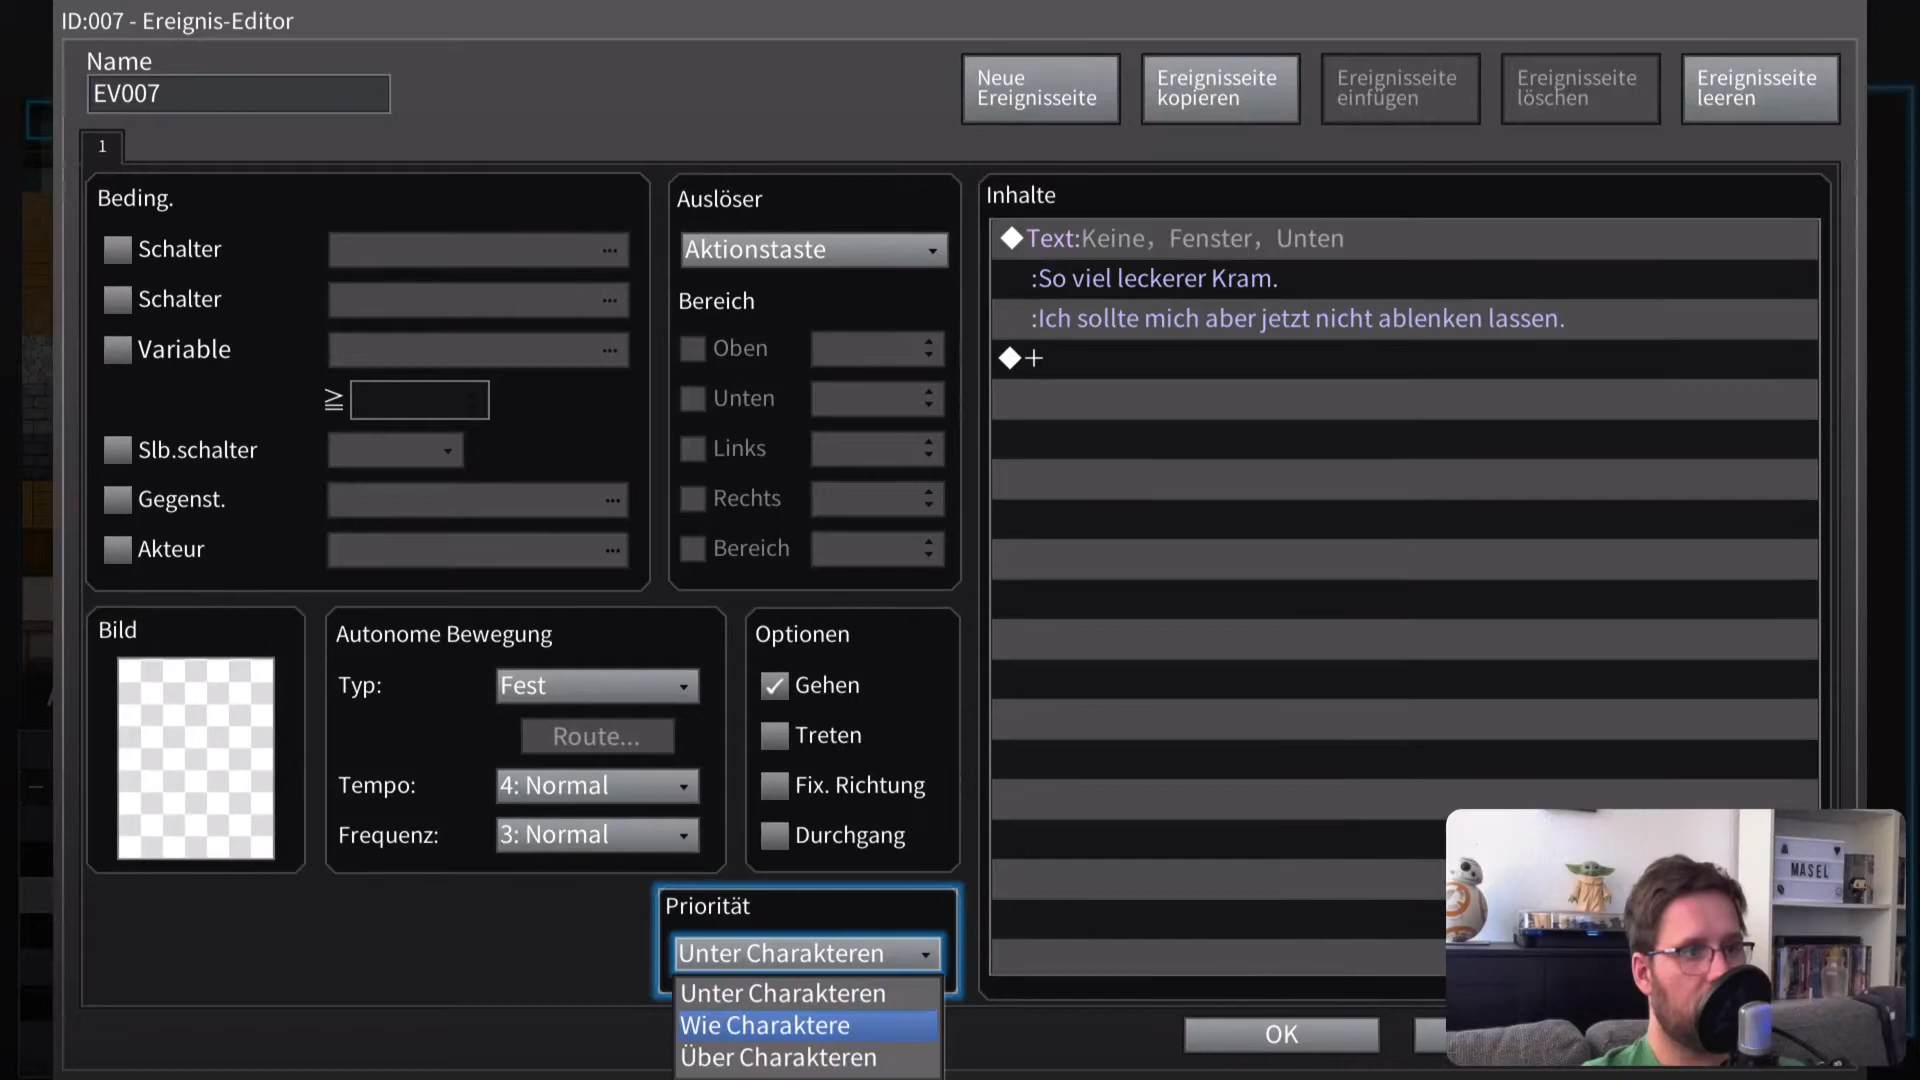 ID:007 - Ereignis-Editor
Name
EV007
Neue
Ereignisseite
Ereignisseite
kopieren
Ereignisseite
einfügen
Ereignisseite
löschen
Ereignisseite
leeren
1
Beding.
Schalter
...
Schalter
...
Variable
...
≧
Slb.schalter
Gegenst.
...
Akteur
...
Auslöser
Aktionstaste
Bereich
Oben
Unten
Links
Rechts
Bereich
Inhalte
◆Text:Keine, Fenster, Unten
:So viel leckerer Kram.
:Ich sollte mich aber jetzt nicht ablenken lassen.
◆+
Bild
Autonome Bewegung
Typ:
Fest
Route...
Tempo:
4: Normal
Frequenz:
3: Normal
Optionen
Gehen
Treten
Fix. Richtung
Durchgang
Priorität
Unter Charakteren
Unter Charakteren
Wie Charaktere
Über Charakteren
OK
MASEL